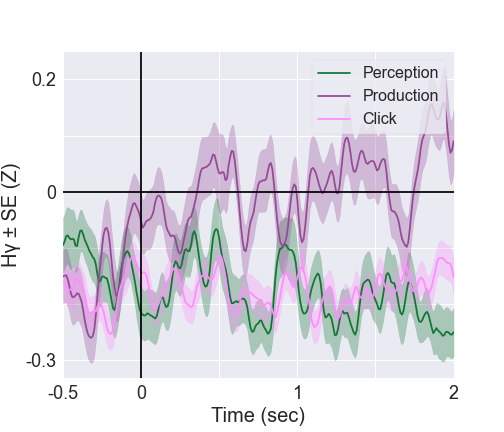 Perception
Production
Click
0.2
0
-0.3
Hγ ± SE (Z)
-0.5
0
1
2
Time (sec)